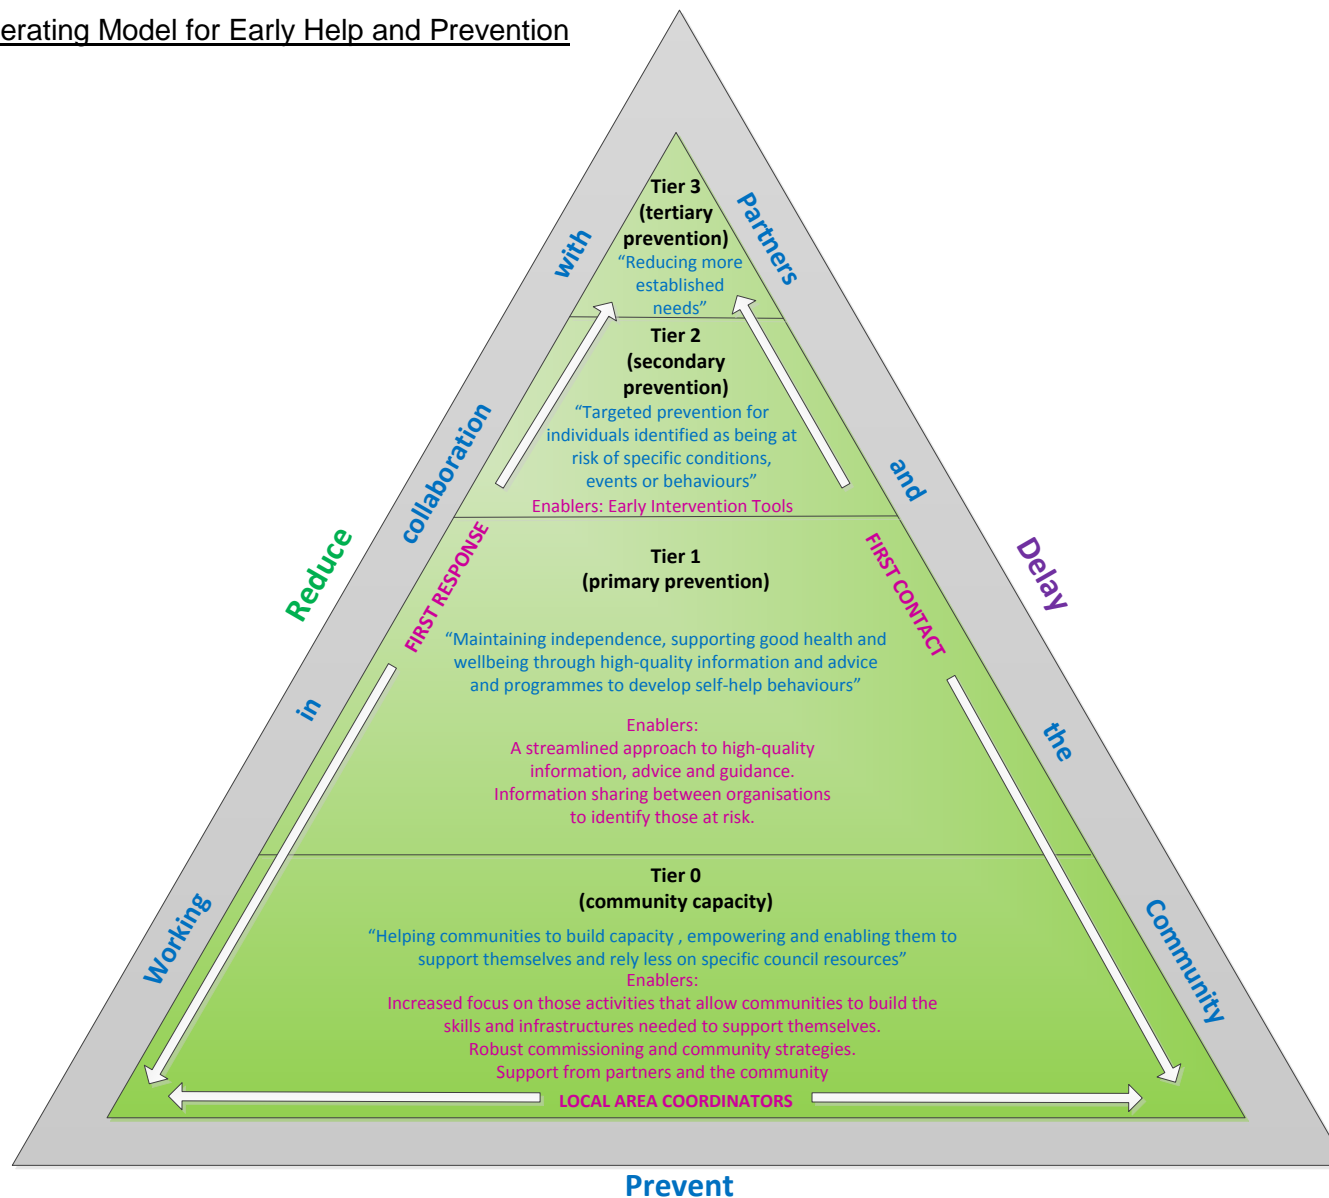 erating Model for Early Help and Prevention
Tier 3
(tertiary
prevention)
“Reducing more
established
needs”
Tier 2
(secondary
prevention)
“Targeted prevention for
individuals identified as being at
risk of specific conditions,
events or behaviours”
Enablers: Early Intervention Tools
Tier 1
(primary prevention)
“Maintaining independence, supporting good health and
wellbeing through high-quality information and advice
and programmes to develop self-help behaviours”
Enablers:
A streamlined approach to high-quality
information, advice and guidance.
Information sharing between organisations
to identify those at risk.
Tier 0
(community capacity)
“Helping communities to build capacity , empowering and enabling them to
support themselves and rely less on specific council resources”
Enablers:
Increased focus on those activities that allow communities to build the
skills and infrastructures needed to support themselves.
Robust commissioning and community strategies.
Support from partners and the community
LOCAL AREA COORDINATORS
FIRST RESPONSE
FIRST CONTACT
Working in collaboration with
Partners and the Community
Reduce
Delay
Prevent